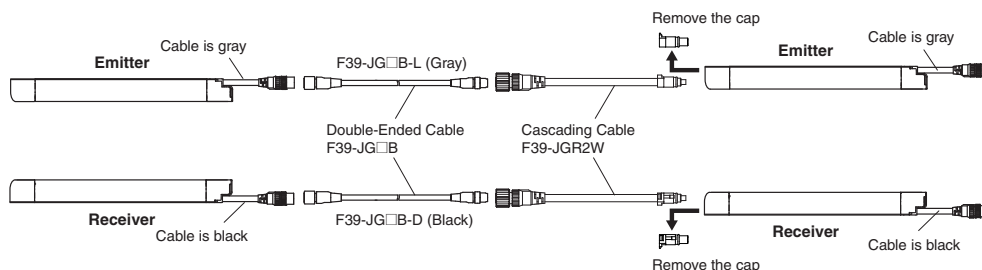 Remove the cap
Cable is gray
Emitter
F39-JG□B-L (Gray)
Emitter
Cable is gray
Double-Ended Cable
F39-JG□B
Cascading Cable
F39-JGR2W
Receiver
Cable is black
F39-JG□B-D (Black)
Receiver
Cable is black
Remove the cap